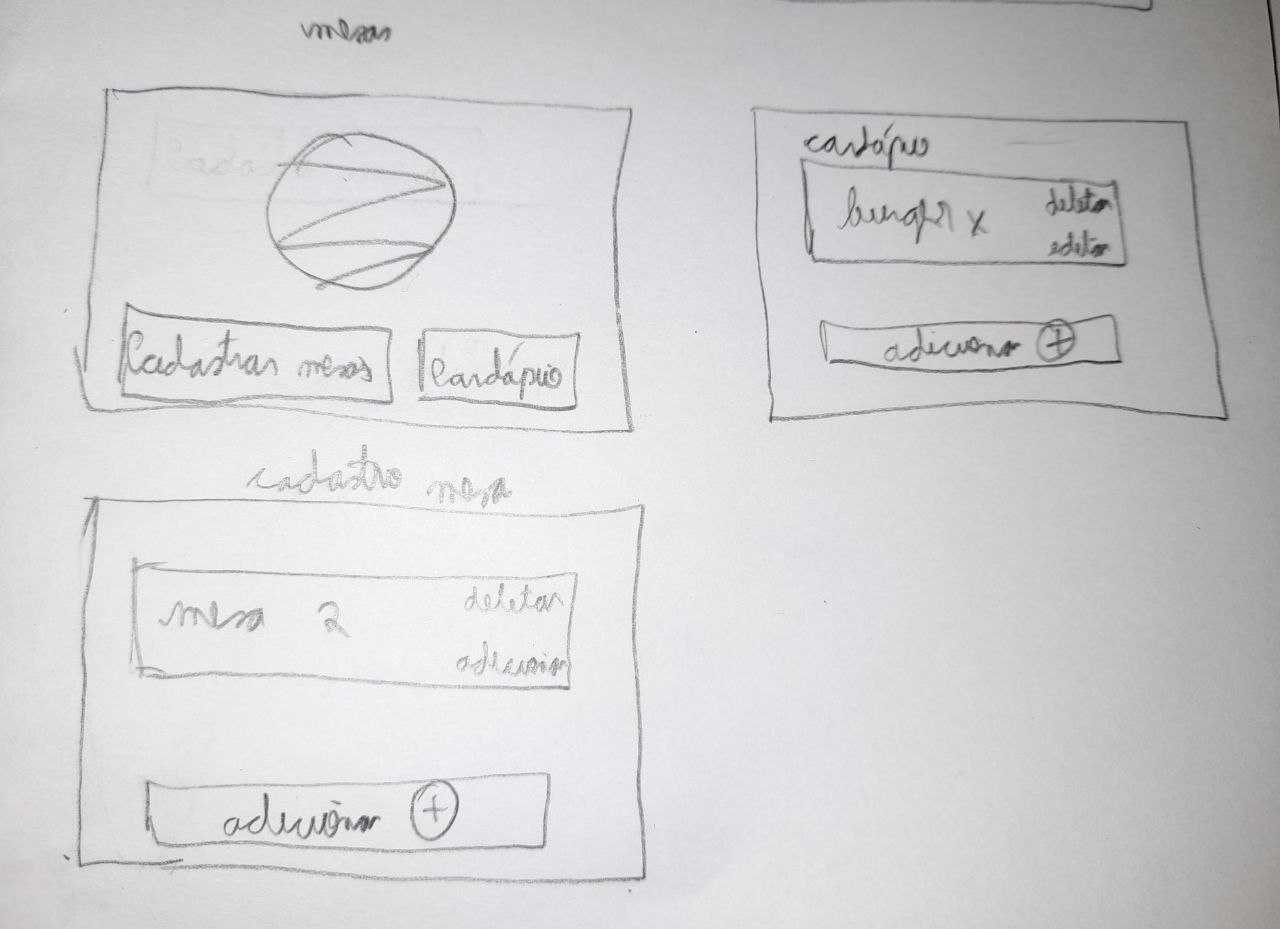 mesas
Cadastrar mesas
Cardápio
cardápio
burger x
deletar
editar
adicionar +
cadastro mesa
mesa 2
deletar
adicionar
adicionar +